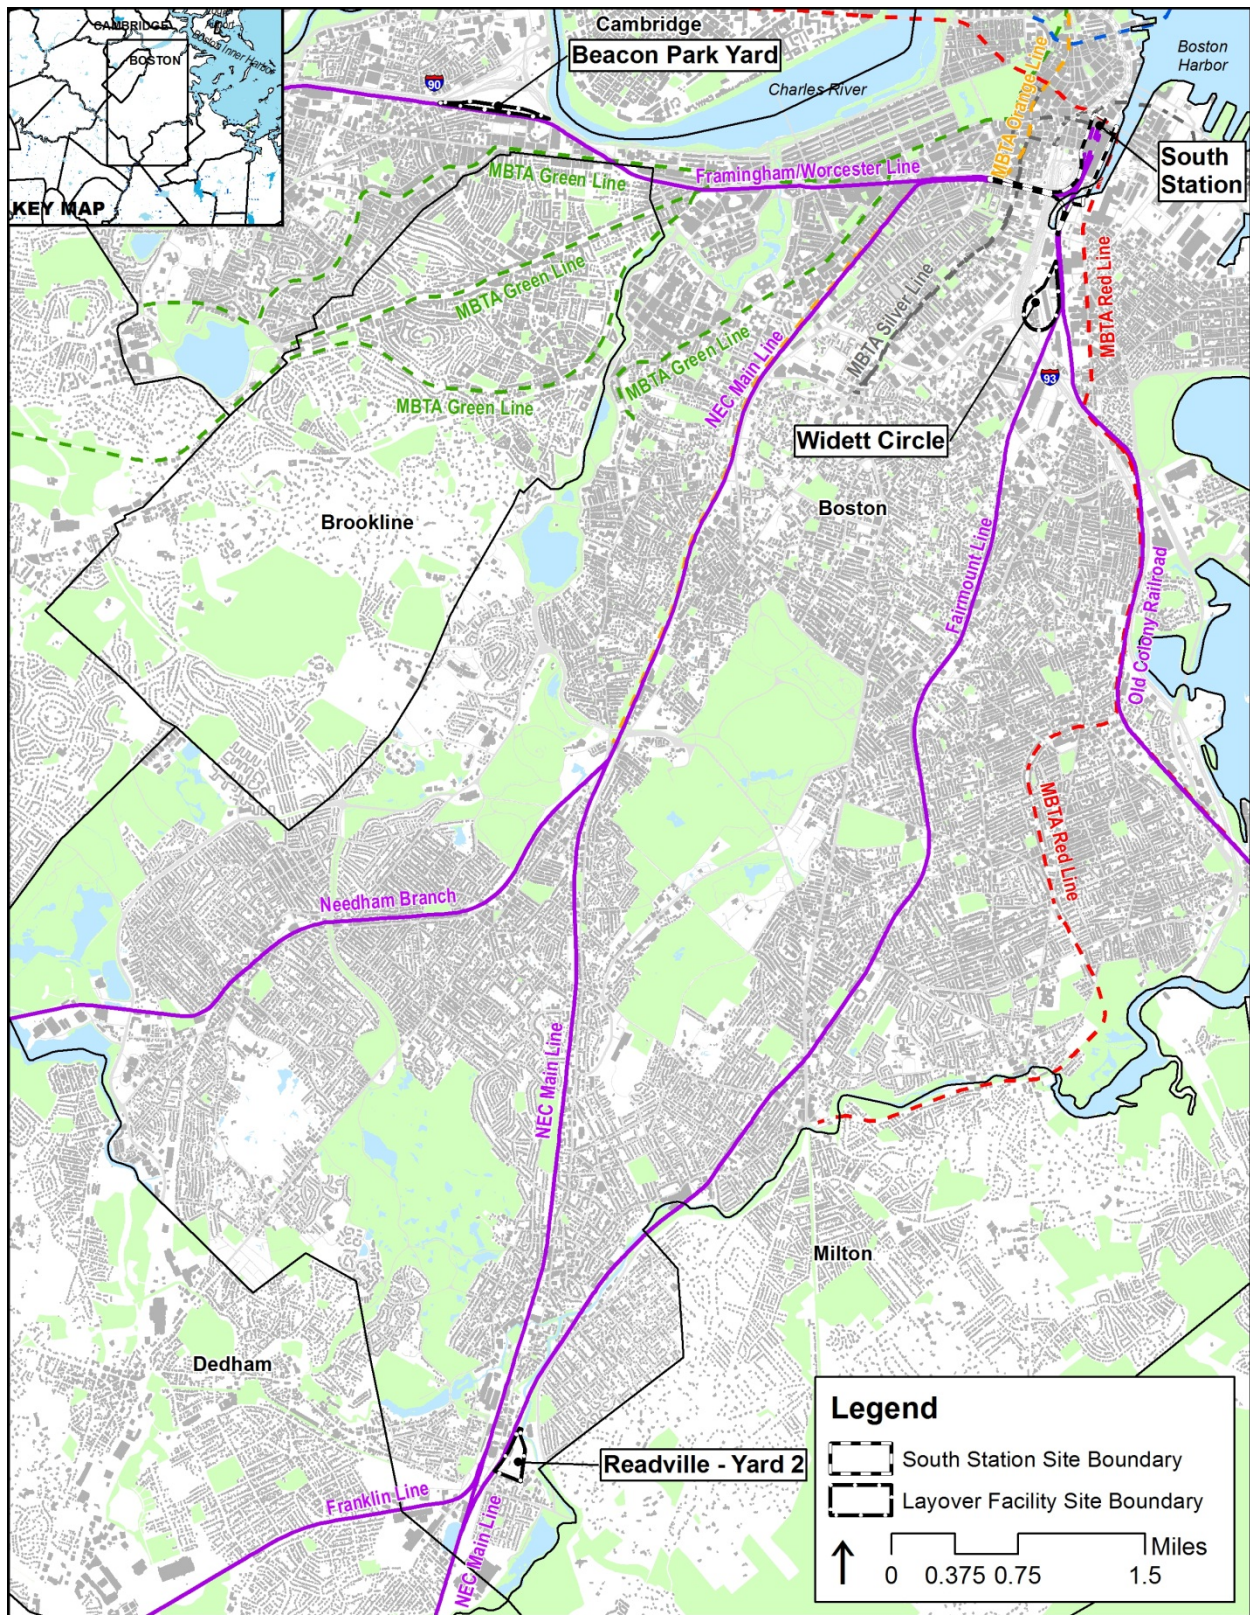 CAMBRIDGE
BOSTON
Boston Inner Harbor
KEY MAP
Cambridge
Beacon Park Yard
90
Charles River
Boston
Harbor
MBTA Orange Line
South
Station
Framingham/Worcester Line
MBTA Green Line
MBTA Green Line
MBTA Green Line
MBTA Green Line
NEC Main Line
MBTA Silver Line
MBTA Red Line
93
Widett Circle
Brookline
Boston
Fairmount Line
Old Colony Railroad
MBTA Red Line
Needham Branch
NEC Main Line
Milton
Dedham
Readville - Yard 2
Franklin Line
NEC Main Line
Legend
South Station Site Boundary
Layover Facility Site Boundary
Miles
0 0.375 0.75 1.5